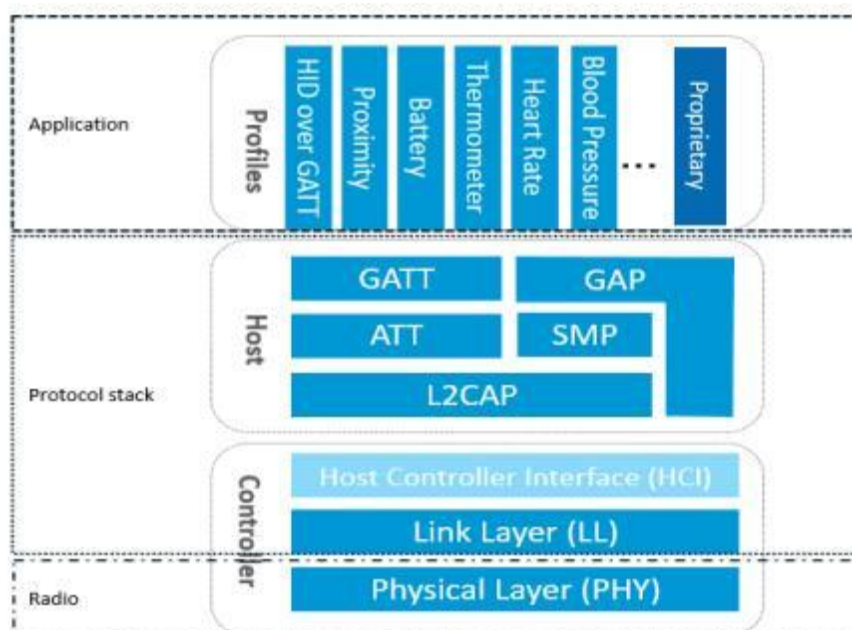 Application
Profiles
HID over GATT
Proximity
Battery
Thermometer
Heart Rate
Blood Pressure
...
Proprietary
Protocol stack
Host
GATT
GAP
ATT
SMP
L2CAP
Controller
Host Controller Interface (HCI)
Link Layer (LL)
Radio
Physical Layer (PHY)